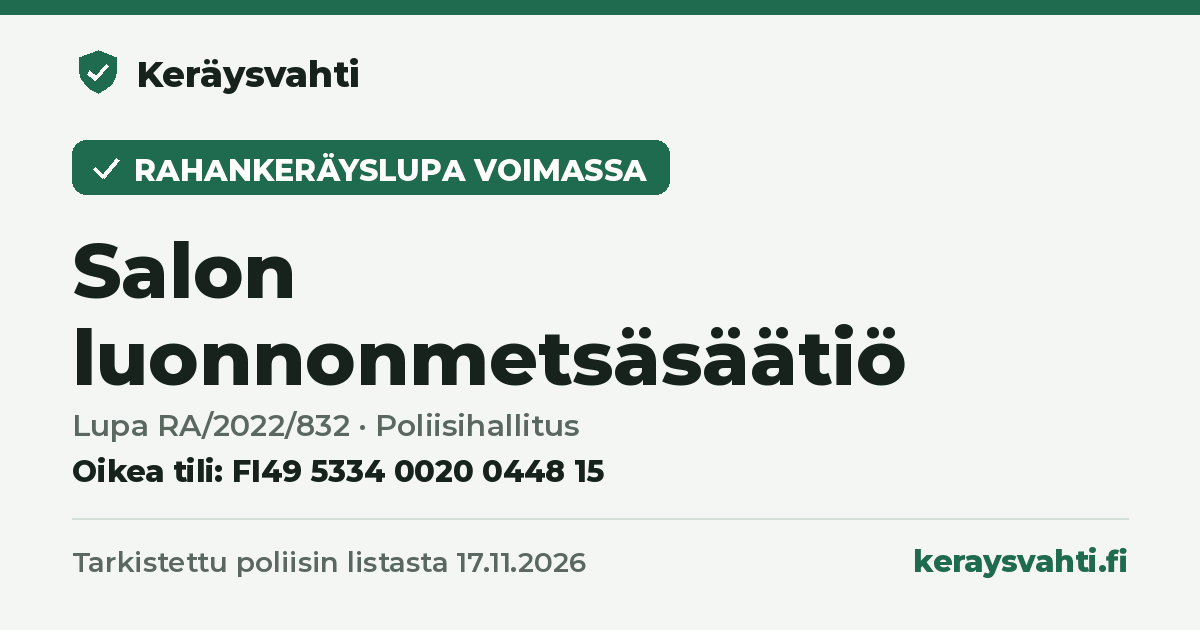 Keräysvahti
RAHANKERÄYSLUPA VOIMASSA
Salon
luonnonmetsäsäätiö
Lupa RA/2022/832 · Poliisihallitus
Oikea tili: FI49 5334 0020 0448 15
Tarkistettu poliisin listasta 17.11.2026
keraysvahti.fi